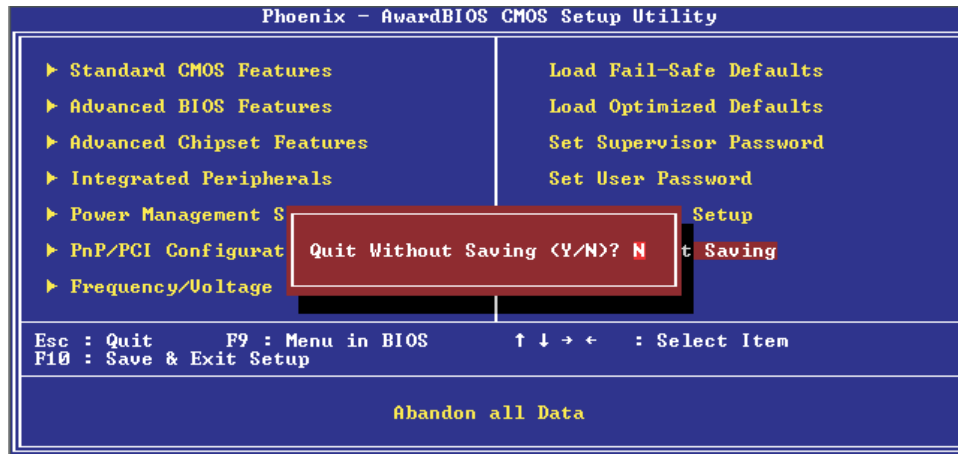 Phoenix - AwardBIOS CMOS Setup Utility
▶ Standard CMOS Features
▶ Advanced BIOS Features
▶ Advanced Chipset Features
▶ Integrated Peripherals
▶ Power Management S
▶ PnP/PCI Configurat
▶ Frequency/Voltage
Load Fail-Safe Defaults
Load Optimized Defaults
Set Supervisor Password
Set User Password
Setup
t Saving
Quit Without Saving (Y/N)? N
Esc : Quit F9 : Menu in BIOS ↑ ↓ → ← : Select Item
F10 : Save & Exit Setup
Abandon all Data